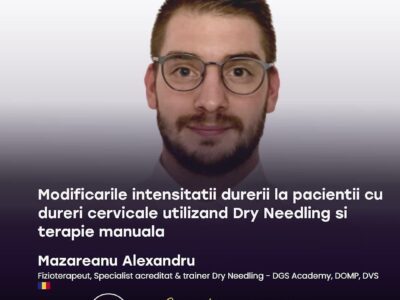 Modificarile intensitatii durerii la pacientii cu
dureri cervicale utilizand Dry Needling si
terapie manuala
Mazareanu Alexandru
Fizioterapeut, Specialist acreditat & trainer Dry Needling - DGS Academy, DOMP, DVS